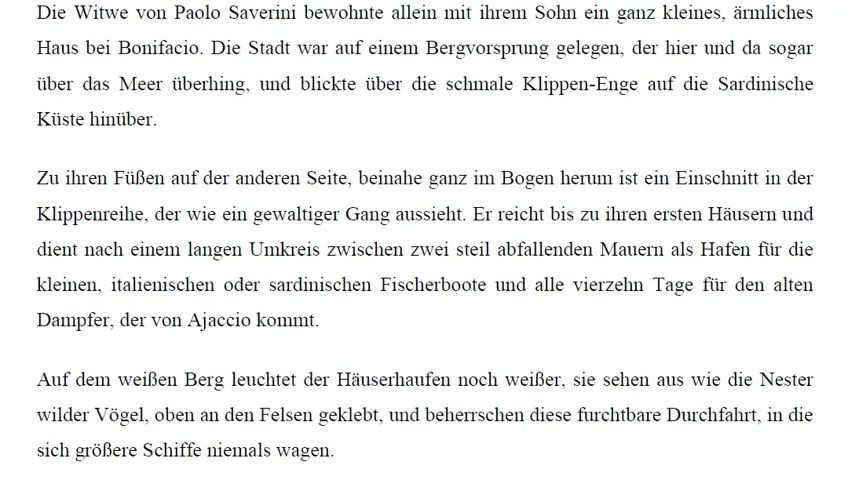 Die Witwe von Paolo Saverini bewohnte allein mit ihrem Sohn ein ganz kleines, ärmliches
Haus bei Bonifacio. Die Stadt war auf einem Bergvorsprung gelegen, der hier und da sogar
über das Meer überhing, und blickte über die schmale Klippen-Enge auf die Sardinische
Küste hinüber.
Zu ihren Füßen auf der anderen Seite, beinahe ganz im Bogen herum ist ein Einschnitt in der
Klippenreihe, der wie ein gewaltiger Gang aussieht. Er reicht bis zu ihren ersten Häusern und
dient nach einem langen Umkreis zwischen zwei steil abfallenden Mauern als Hafen für die
kleinen, italienischen oder sardinischen Fischerboote und alle vierzehn Tage für den alten
Dampfer, der von Ajaccio kommt.
Auf dem weißen Berg leuchtet der Häuserhaufen noch weißer, sie sehen aus wie die Nester
wilder Vögel, oben an den Felsen geklebt, und beherrschen diese furchtbare Durchfahrt, in die
sich größere Schiffe niemals wagen.